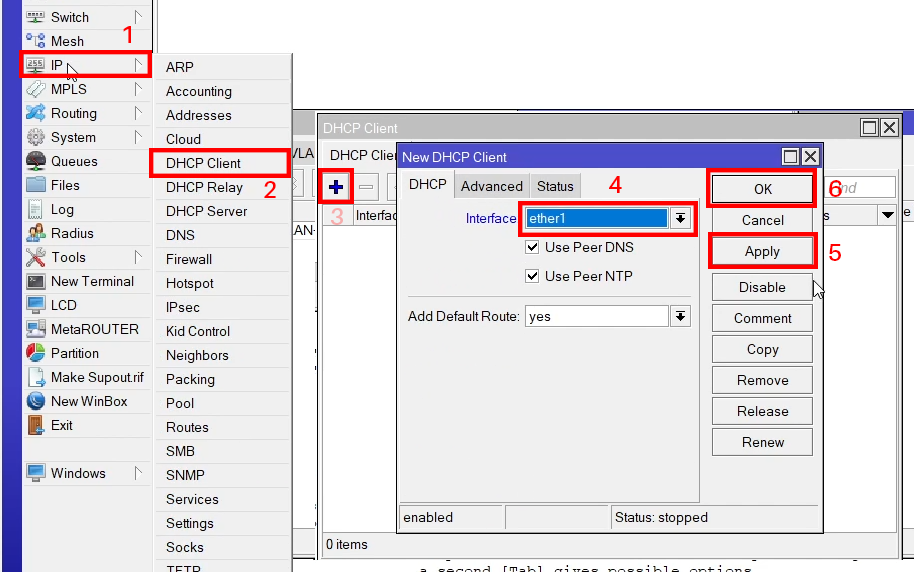 Switch
1
Mesh
IP
MPLS
Routing
System
Queues
Files
Log
Radius
Tools
New Terminal
LCD
MetaROUTER
Partition
Make Supout.rif
New WinBox
Exit
Windows
ARP
Accounting
Addresses
Cloud
DHCP Client
2
DHCP Relay
DHCP Server
DNS
Firewall
Hotspot
IPsec
Kid Control
Neighbors
Packing
Pool
Routes
SMB
SNMP
Services
Settings
Socks
TFTP
VLA
AN-
DHCP Client
DHCP Clie
3
Interfac
0 items
New DHCP Client
DHCP Advanced Status
4
Interface: ether1
Use Peer DNS
Use Peer NTP
Add Default Route: yes
OK
6
Cancel
Apply
5
Disable
Comment
Copy
Remove
Release
Renew
enabled
Status: stopped
a second [Tab] gives possible options